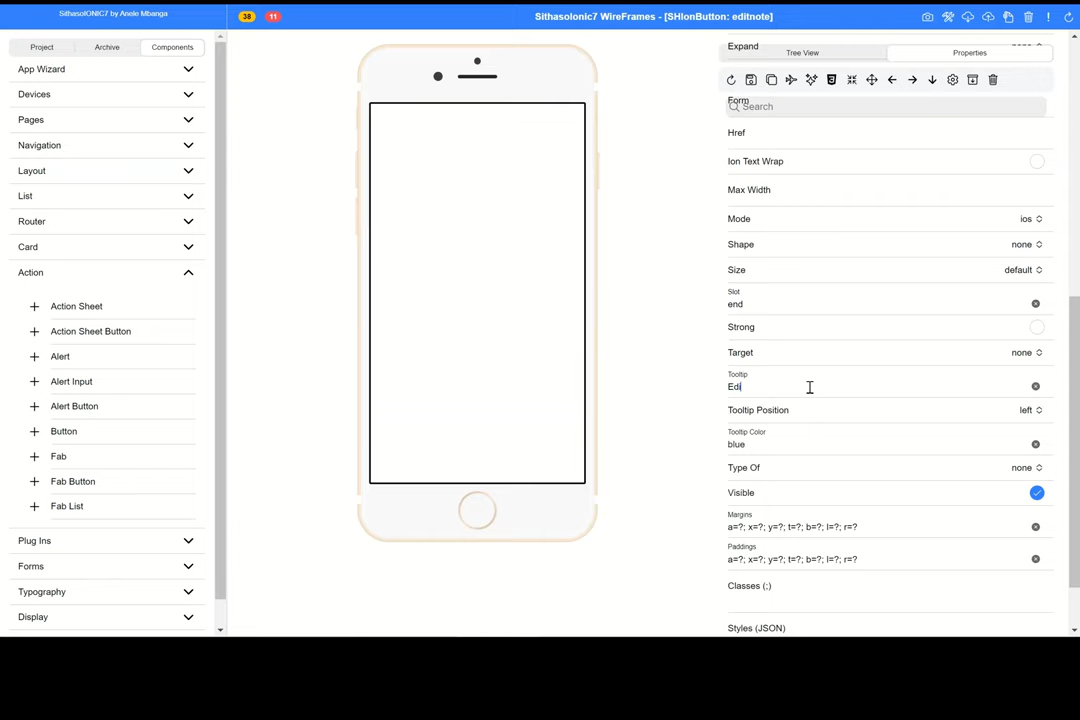 SithasoIONIC7 by Anele Mbanga
38
11
SithasoIonic7 WireFrames - [SHIonButton: editnote]
Project
Archive
Components
App Wizard
Devices
Pages
Navigation
Layout
List
Router
Card
Action
Action Sheet
Action Sheet Button
Alert
Alert Input
Alert Button
Button
Fab
Fab Button
Fab List
Plug Ins
Forms
Typography
Display
Expand
Tree View
Properties
Form
Search
Href
Ion Text Wrap
Max Width
Mode ios
Shape none
Size default
Slot
end
Strong
Target none
Tooltip
Edi
Tooltip Position left
Tooltip Color
blue
Type Of none
Visible
Margins
a=?; x=?; y=?; t=?; b=?; l=?; r=?
Paddings
a=?; x=?; y=?; t=?; b=?; l=?; r=?
Classes (;)
Styles (JSON)